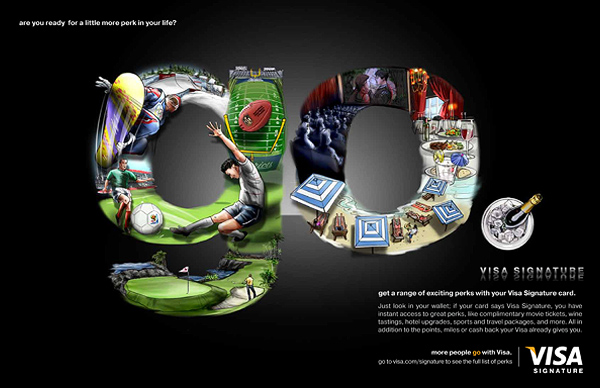 are you ready for a little more perk in your life?
go.
VISA SIGNATURE
get a range of exciting perks with your Visa Signature card.
Just look in your wallet; if your card says Visa Signature, you have
instant access to great perks, like complimentary movie tickets, wine
tastings, hotel upgrades, sports and travel packages, and more. All in
addition to the points, miles or cash back your Visa already gives you.
more people go with Visa.
go to visa.com/signature to see the full list of perks
VISA
SIGNATURE